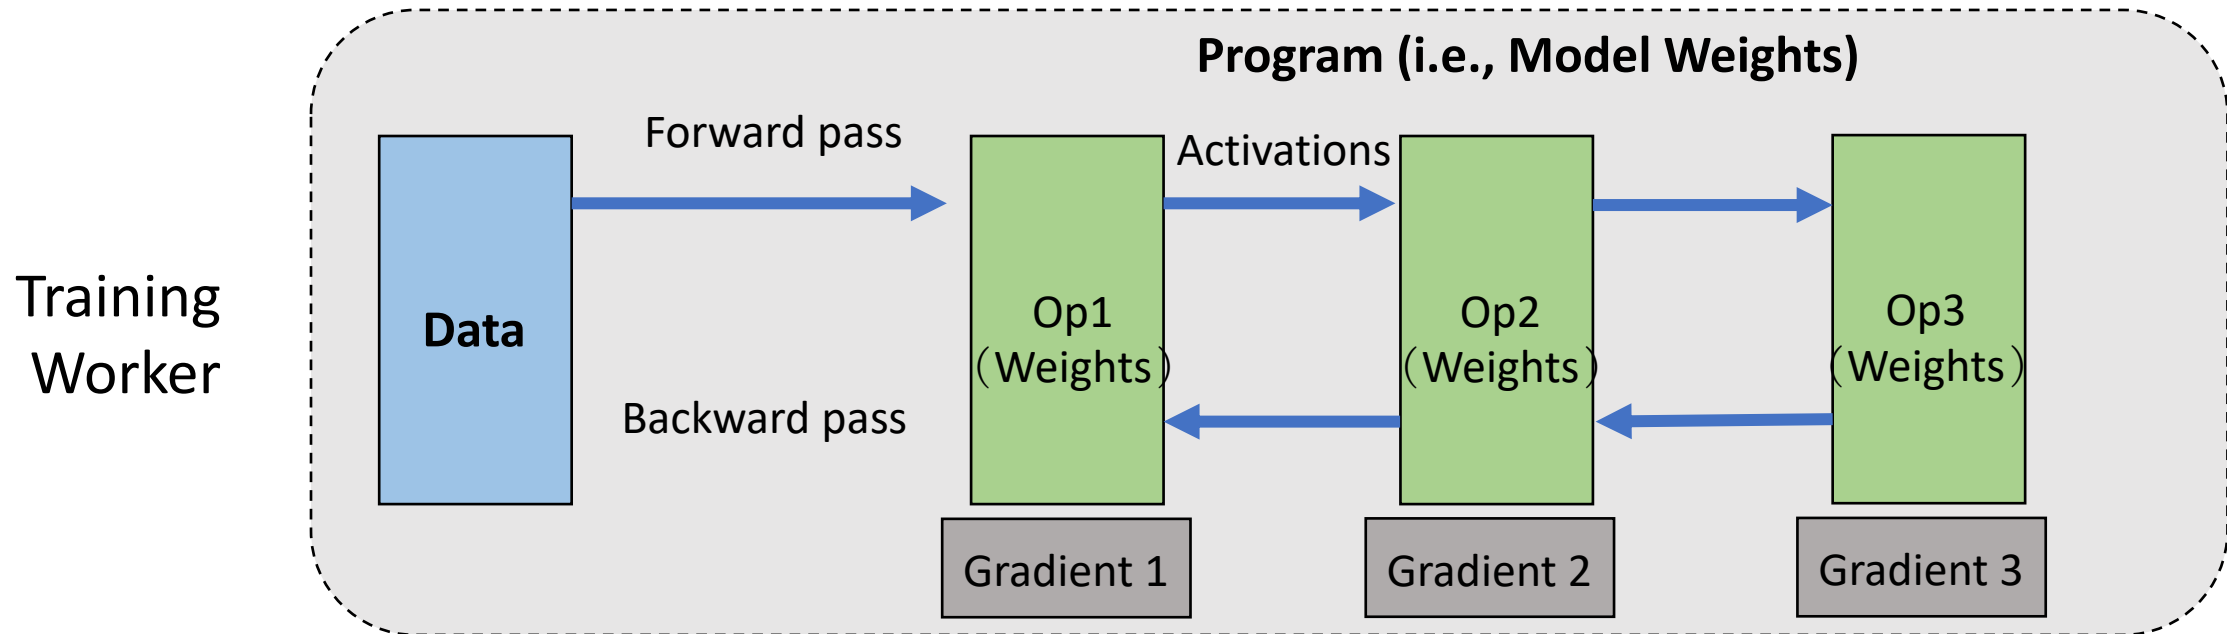 Program (i.e., Model Weights)
Forward pass
Activations
Training
Worker
Data
Op1
（Weights）
Op2
（Weights）
Op3
（Weights）
Backward pass
Gradient 1
Gradient 2
Gradient 3